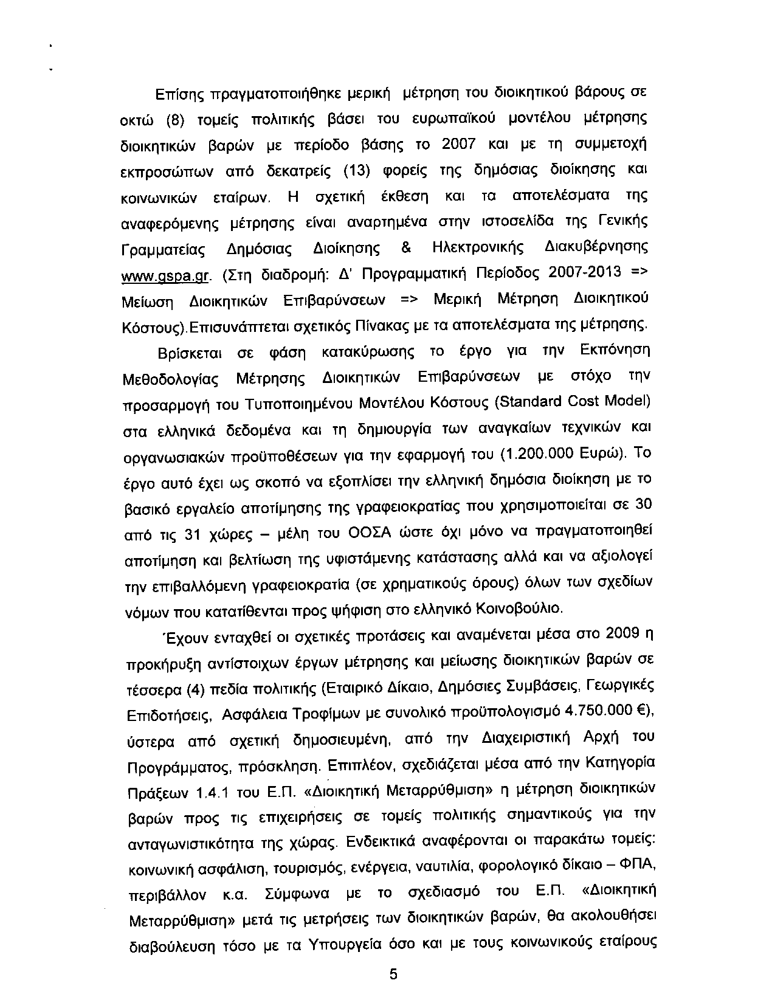 Επίσης πραγματοποιήθηκε μερική μέτρηση του διοικητικού βάρους σε
οκτώ (8) τομείς πολιτικής βάσει του ευρωπαϊκού μοντέλου μέτρησης
διοικητικών βαρών με περίοδο βάσης το 2007 και με τη συμμετοχή
εκπροσώπων από δεκατρείς (13) φορείς της δημόσιας διοίκησης και
κοινωνικών εταίρων. Η σχετική έκθεση και τα αποτελέσματα της
αναφερόμενης μέτρησης είναι αναρτημένα στην ιστοσελίδα της Γενικής
Γραμματείας Δημόσιας Διοίκησης & Ηλεκτρονικής Διακυβέρνησης
www.gspa.gr. (Στη διαδρομή: Δ' Προγραμματική Περίοδος 2007-2013 =>
Μείωση Διοικητικών Επιβαρύνσεων => Μερική Μέτρηση Διοικητικού
Κόστους).Επισυνάπτεται σχετικός Πίνακας με τα αποτελέσματα της μέτρησης.
Βρίσκεται σε φάση κατακύρωσης το έργο για την Εκπόνηση
Μεθοδολογίας Μέτρησης Διοικητικών Επιβαρύνσεων με στόχο την
προσαρμογή του Τυποποιημένου Μοντέλου Κόστους (Standard Cost Model)
στα ελληνικά δεδομένα και τη δημιουργία των αναγκαίων τεχνικών και
οργανωσιακών προϋποθέσεων για την εφαρμογή του (1.200.000 Ευρώ). Το
έργο αυτό έχει ως σκοπό να εξοπλίσει την ελληνική δημόσια διοίκηση με το
βασικό εργαλείο αποτίμησης της γραφειοκρατίας που χρησιμοποιείται σε 30
από τις 31 χώρες – μέλη του ΟΟΣΑ ώστε όχι μόνο να πραγματοποιηθεί
αποτίμηση και βελτίωση της υφιστάμενης κατάστασης αλλά και να αξιολογεί
την επιβαλλόμενη γραφειοκρατία (σε χρηματικούς όρους) όλων των σχεδίων
νόμων που κατατίθενται προς ψήφιση στο ελληνικό Κοινοβούλιο.
Έχουν ενταχθεί οι σχετικές προτάσεις και αναμένεται μέσα στο 2009 η
προκήρυξη αντίστοιχων έργων μέτρησης και μείωσης διοικητικών βαρών σε
τέσσερα (4) πεδία πολιτικής (Εταιρικό Δίκαιο, Δημόσιες Συμβάσεις, Γεωργικές
Επιδοτήσεις, Ασφάλεια Τροφίμων με συνολικό προϋπολογισμό 4.750.000 €),
ύστερα από σχετική δημοσιευμένη, από την Διαχειριστική Αρχή του
Προγράμματος, πρόσκληση. Επιπλέον, σχεδιάζεται μέσα από την Κατηγορία
Πράξεων 1.4.1 του Ε.Π. «Διοικητική Μεταρρύθμιση» η μέτρηση διοικητικών
βαρών προς τις επιχειρήσεις σε τομείς πολιτικής σημαντικούς για την
ανταγωνιστικότητα της χώρας. Ενδεικτικά αναφέρονται οι παρακάτω τομείς:
κοινωνική ασφάλιση, τουρισμός, ενέργεια, ναυτιλία, φορολογικό δίκαιο – ΦΠΑ,
περιβάλλον κ.α. Σύμφωνα με το σχεδιασμό του Ε.Π. «Διοικητική
Μεταρρύθμιση» μετά τις μετρήσεις των διοικητικών βαρών, θα ακολουθήσει
διαβούλευση τόσο με τα Υπουργεία όσο και με τους κοινωνικούς εταίρους
5